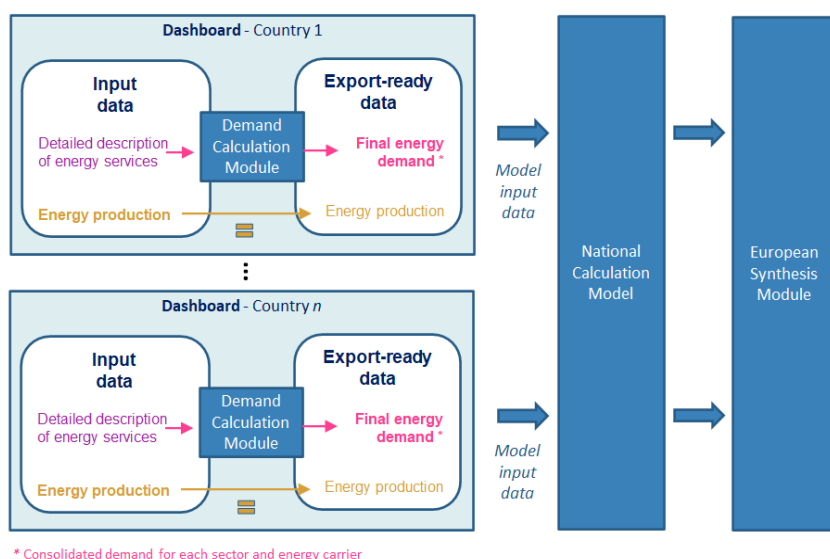 Dashboard - Country 1
Input
data
Export-ready
data
Detailed description
of energy services
Demand
Calculation
Module
Final energy
demand *
Energy production
Energy production
=
Model
input
data
⋮
Dashboard - Country n
Input
data
Export-ready
data
Detailed description
of energy services
Demand
Calculation
Module
Final energy
demand *
Energy production
Energy production
=
Model
input
data
National
Calculation
Model
European
Synthesis
Module
* Consolidated demand for each sector and energy carrier